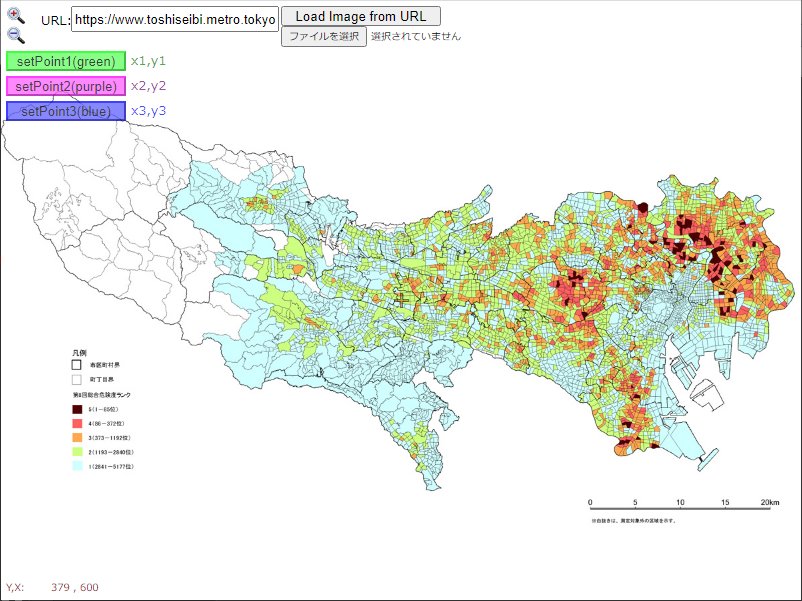 URL: https://www.toshiseibi.metro.tokyo Load Image from URL
ファイルを選択 選択されていません
setPoint1(green) x1,y1
setPoint2(purple) x2,y2
setPoint3(blue) x3,y3
凡例
市区町村界
町丁目界
第8回総合危険度ランク
5(1－85位)
4(86－372位)
3(373－1192位)
2(1193－2840位)
1(2841－5177位)
0 5 10 15 20km
※白抜きは、測定対象外の区域を示す。
Y,X: 379 , 600